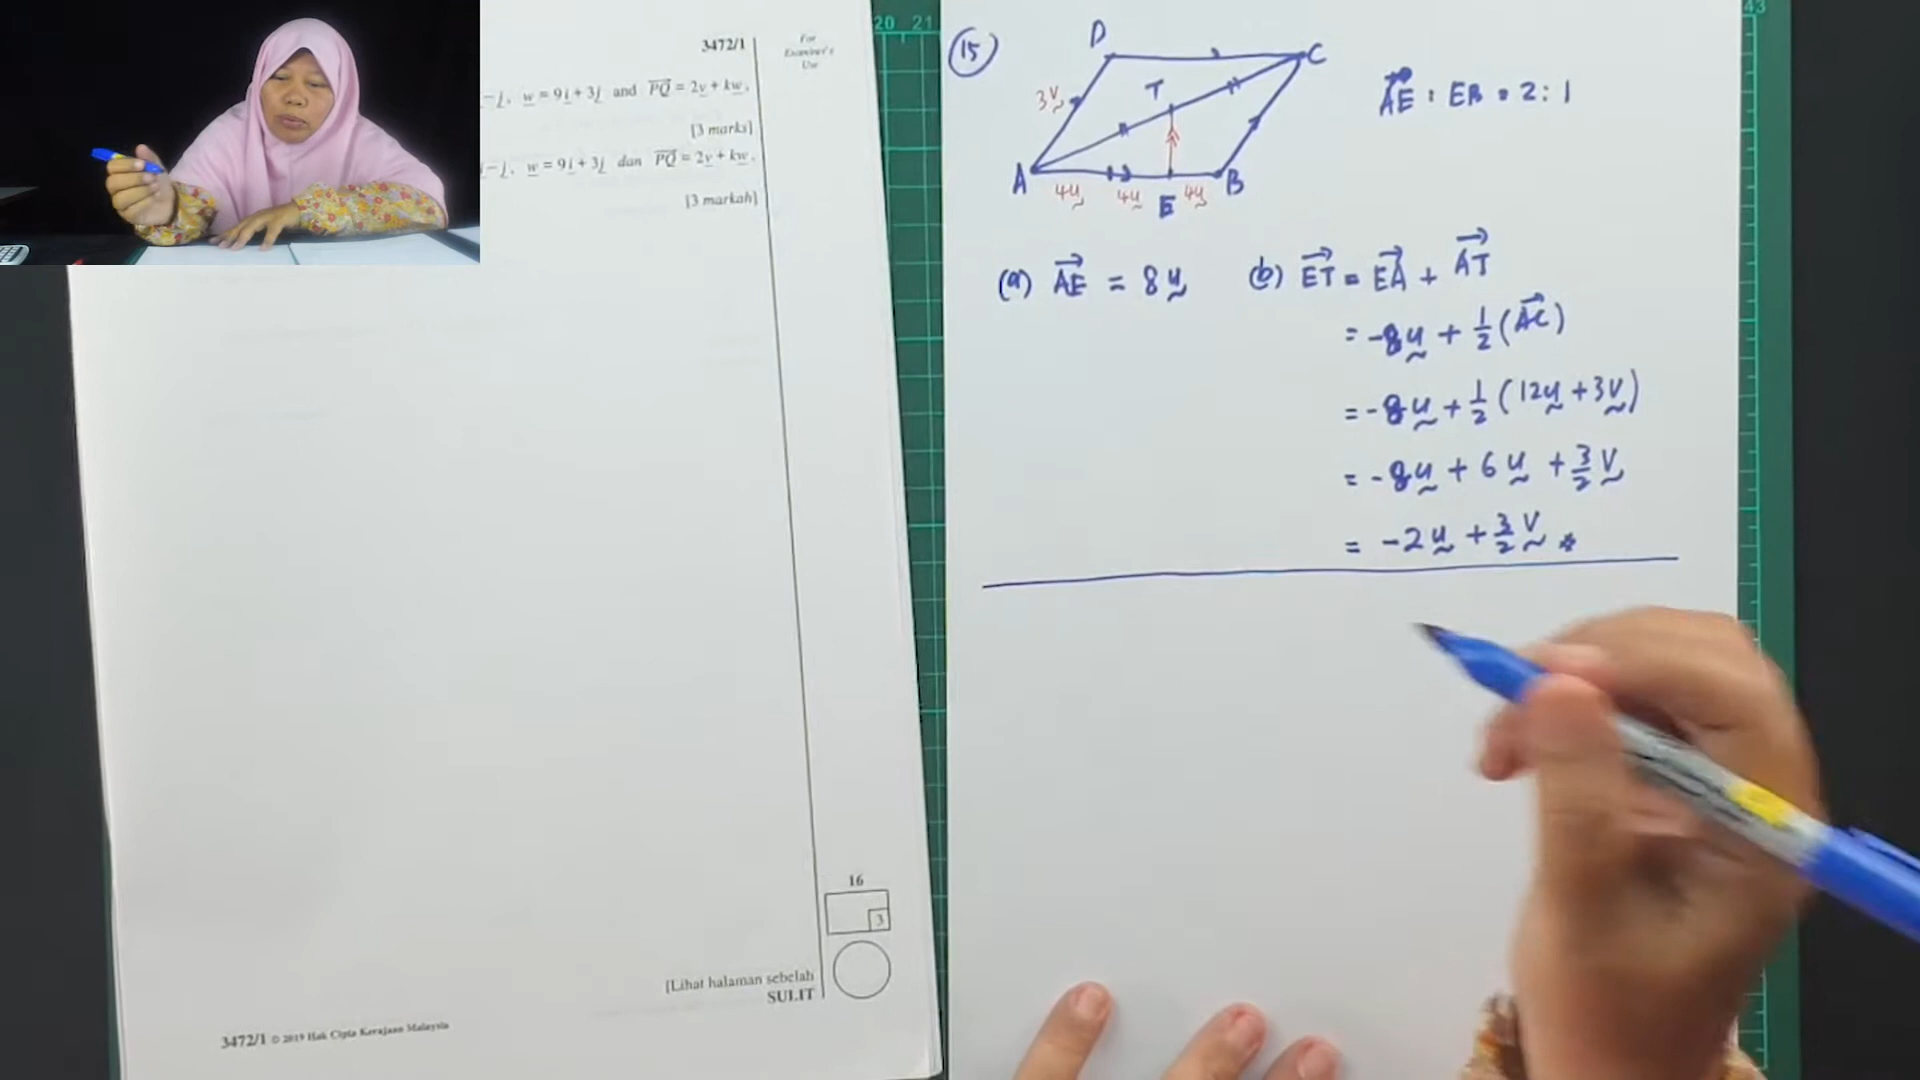 3472/1
For
Examiner's
Use
– j, w = 9i + 3j and PQ = 2v + kw.
[3 marks]
– j, w = 9i + 3j dan PQ = 2v + kw.
[3 markah]
16
3
[Lihat halaman sebelah
SULIT
3472/1 © 2019 Hak Cipta Kerajaan Malaysia
20 21
43
15
D
C
T
3v
A
B
4u 4u E 4u
AE : EB = 2 : 1
(a) AE = 8u
(b) ET = EA + AT
= -8u + 1/2 (AC)
= -8u + 1/2 (12u + 3v)
= -8u + 6u + 3/2 v
= -2u + 3/2 v